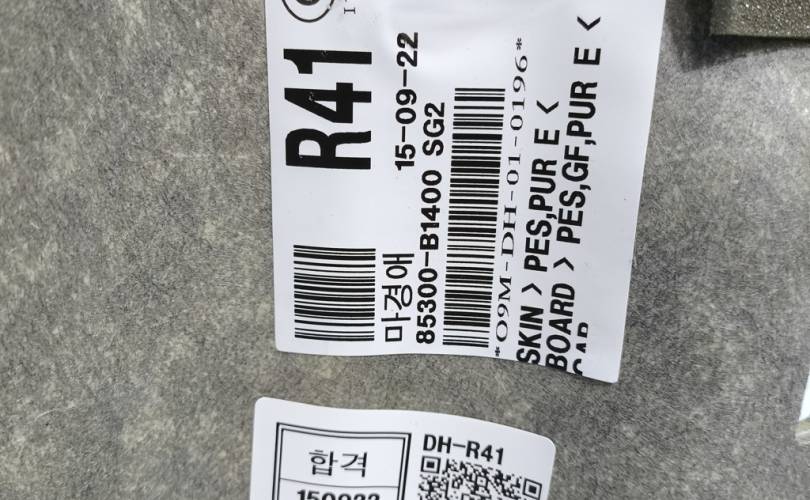 R41
15-09-22
마경애
85300-B1400 SG2
*O9M-DH-01-0196*
SKIN > PES,PUR E <
BOARD > PES,GF,PUR E <
합격
DH-R41